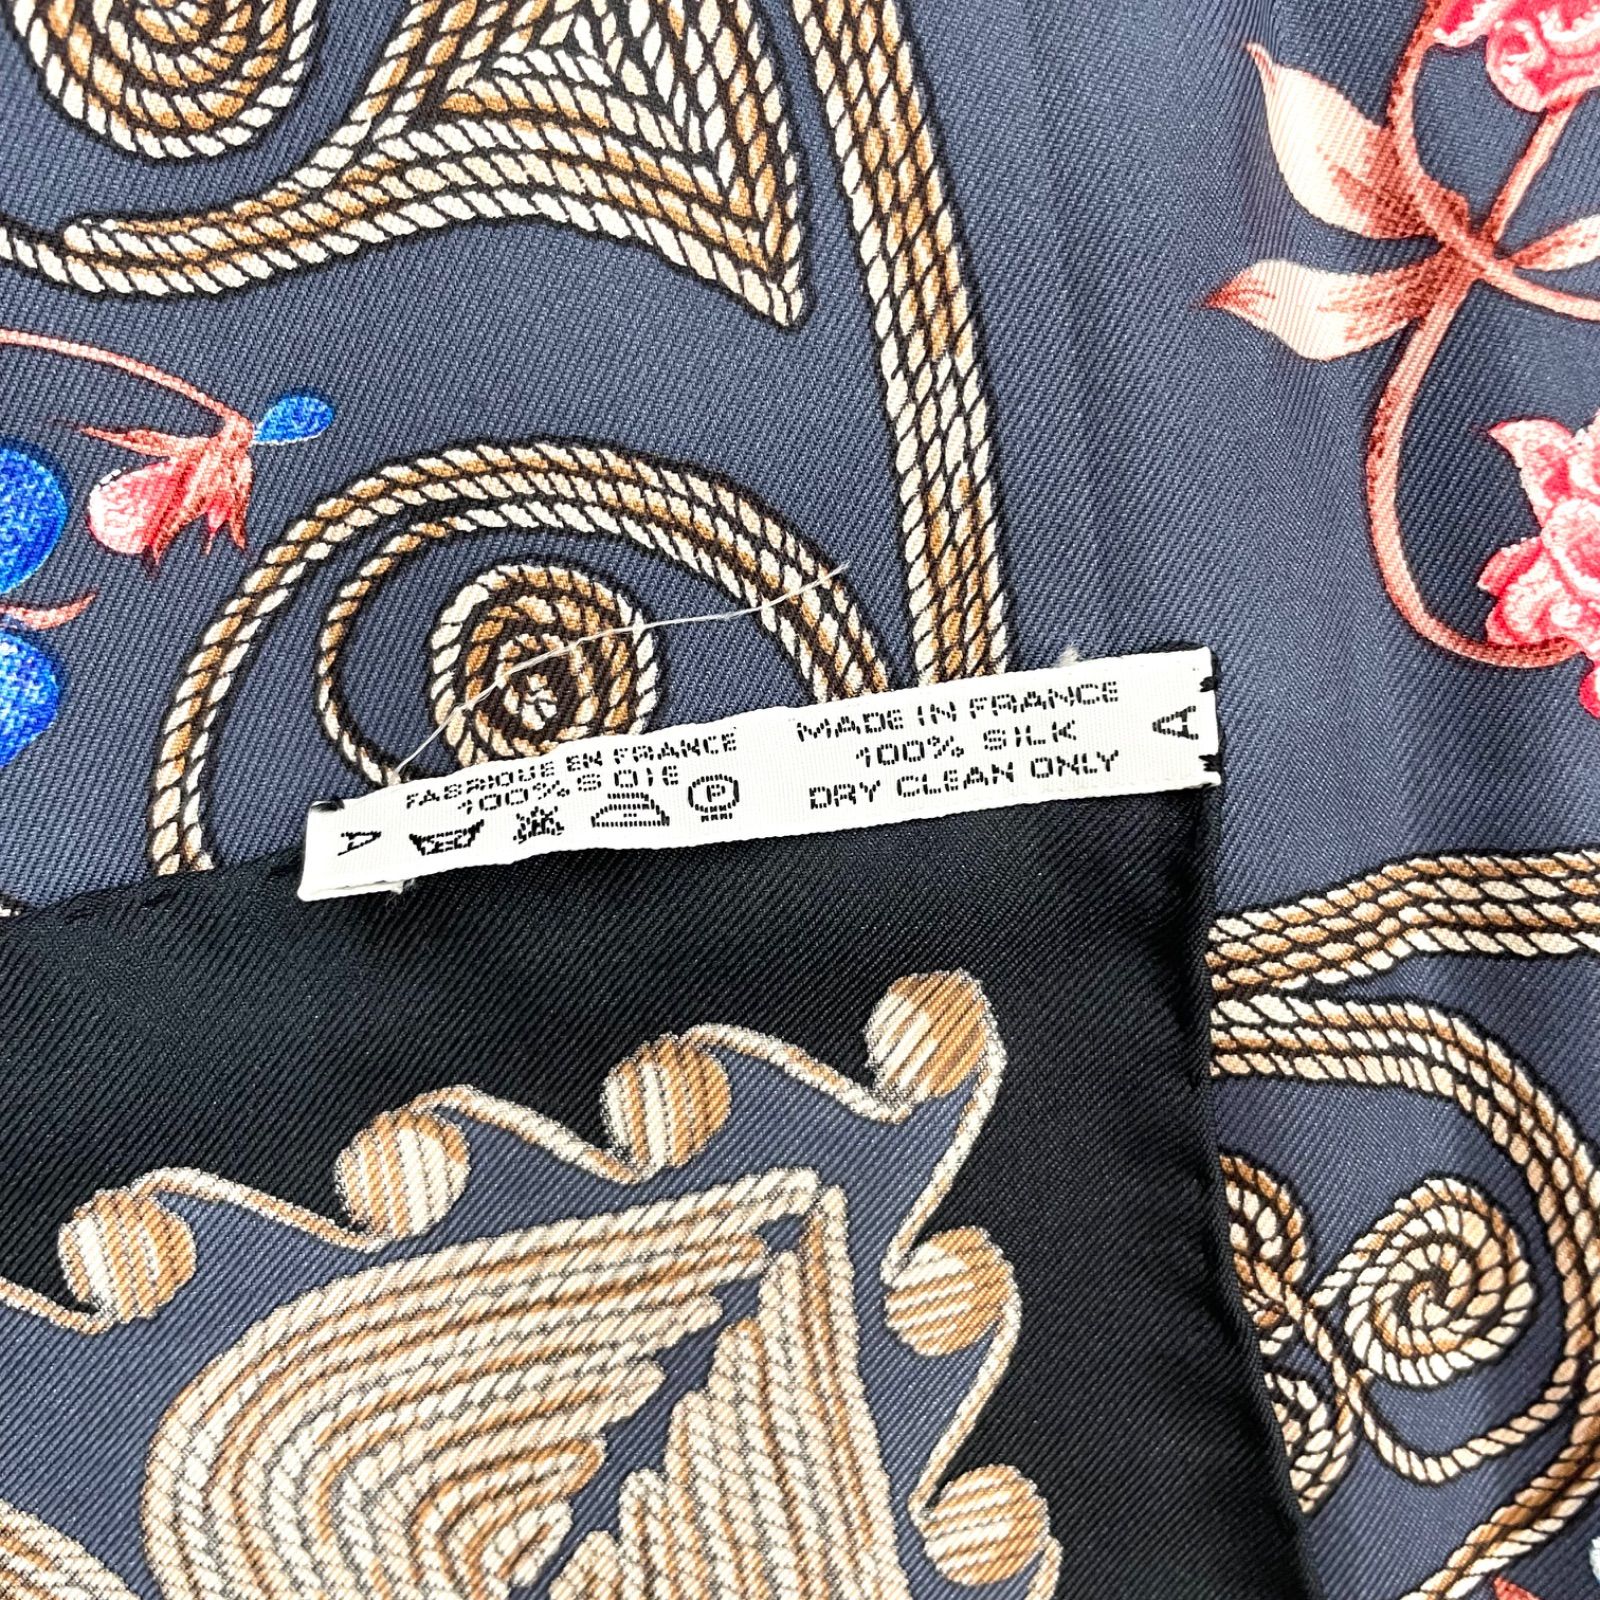 A
FABRIQUE EN FRANCE
100% SOIE
P
MADE IN FRANCE
100% SILK
DRY CLEAN ONLY
A